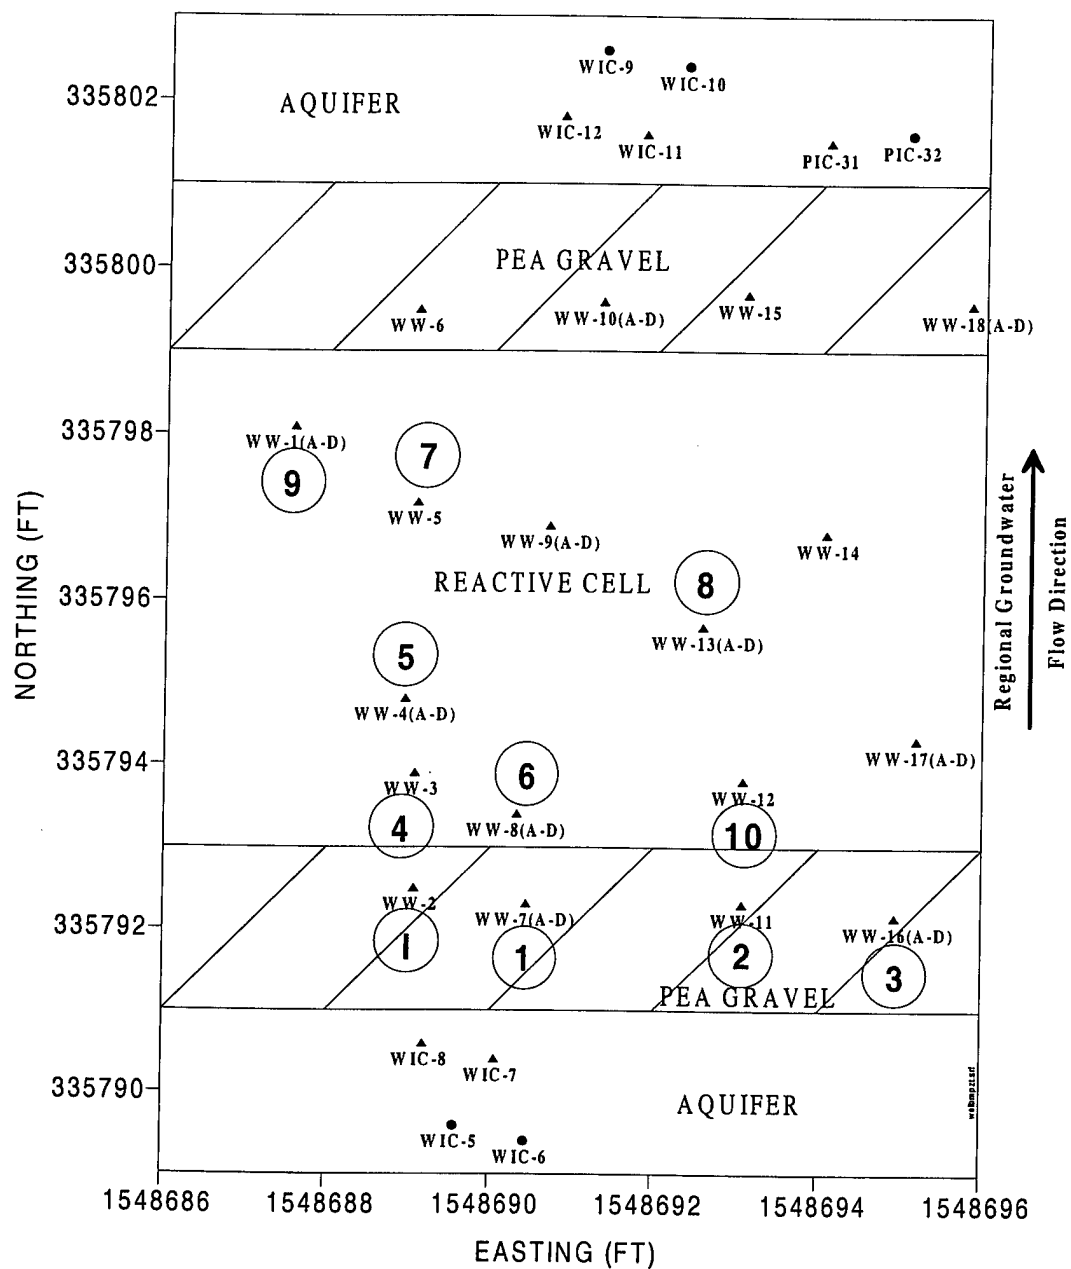 WIC-9
WIC-10
335802
AQUIFER
WIC-12
WIC-11
PIC-31
PIC-32
335800
PEA GRAVEL
WW-6
WW-10(A-D)
WW-15
WW-18(A-D)
335798
WW-1(A-D)
7
9
WW-5
WW-9(A-D)
WW-14
335796
REACTIVE CELL
8
WW-13(A-D)
5
WW-4(A-D)
335794
WW-17(A-D)
6
WW-3
WW-12
4
WW-8(A-D)
10
WW-2
335792
WW-7(A-D)
WW-11
WW-16(A-D)
I
1
2
3
PEA GRAVEL
WIC-8
WIC-7
335790
AQUIFER
WIC-5
WIC-6
1548686
1548688
1548690
1548692
1548694
1548696
EASTING (FT)
NORTHING (FT)
Regional Groundwater
Flow Direction